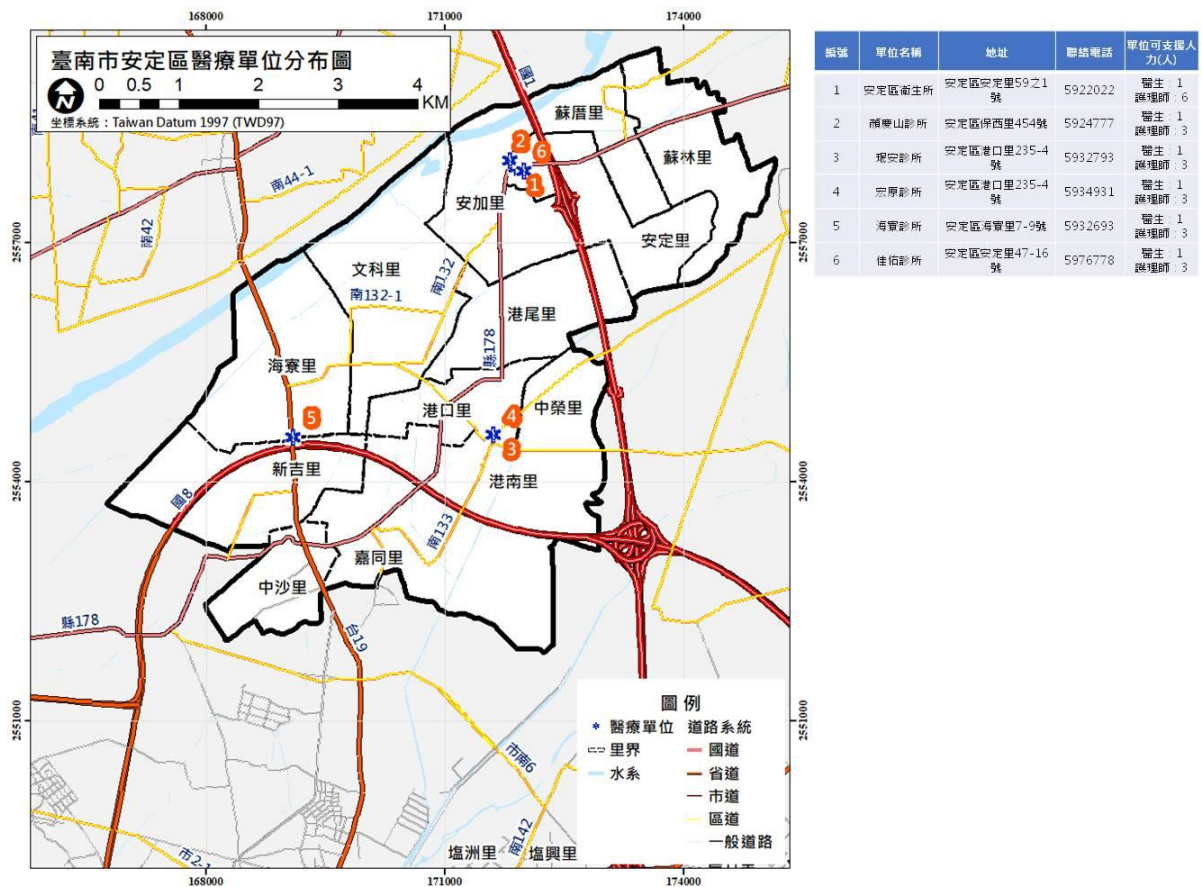 168000
171000
174000
臺南市安定區醫療單位分布圖
0 0.5 1 2 3 4 KM
N
坐標系統：Taiwan Datum 1997 (TWD97)
國1
蘇厝里
2
6
蘇林里
1
南44-1
安加里
南42
2557000
2557000
安定里
文科里
南132
南132-1
港尾里
縣178
海寮里
港口里
4
中榮里
5
3
新吉里
港南里
2554000
2554000
國8
南133
嘉同里
中沙里
縣178
台19
2551000
2551000
市南6
南142
市2-1
塩洲里
塩興里
圖例
醫療單位
道路系統
里界
國道
水系
省道
市道
區道
一般道路
168000
171000
174000
編號 單位名稱 地址 聯絡電話 單位可支援人
力(人)
1 安定區衛生所 安定區安定里59之1
號 5922022 醫生：1
護理師：6
2 顏慶山診所 安定區保西里454號 5924777 醫生：1
護理師：3
3 琚安診所 安定區港口里235-4
號 5932793 醫生：1
護理師：3
4 宏原診所 安定區港口里235-4
號 5934931 醫生：1
護理師：3
5 海寮診所 安定區海寮里7-9號 5932693 醫生：1
護理師：3
6 佳佑診所 安定區安定里47-16
號 5976778 醫生：1
護理師：3